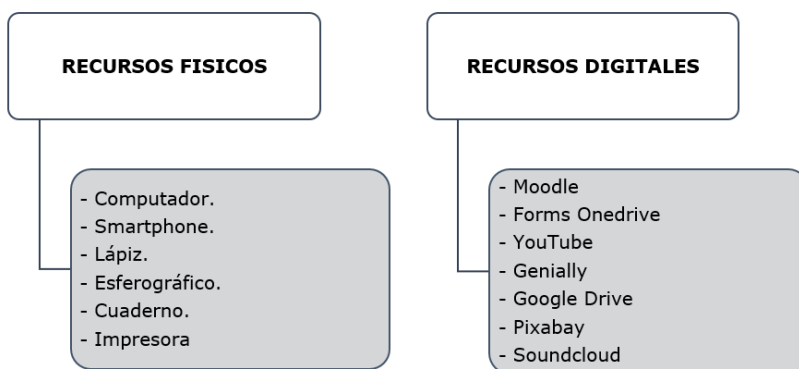 RECURSOS FISICOS
- Computador.
- Smartphone.
- Lápiz.
- Esferográfico.
- Cuaderno.
- Impresora
RECURSOS DIGITALES
- Moodle
- Forms Onedrive
- YouTube
- Genially
- Google Drive
- Pixabay
- Soundcloud